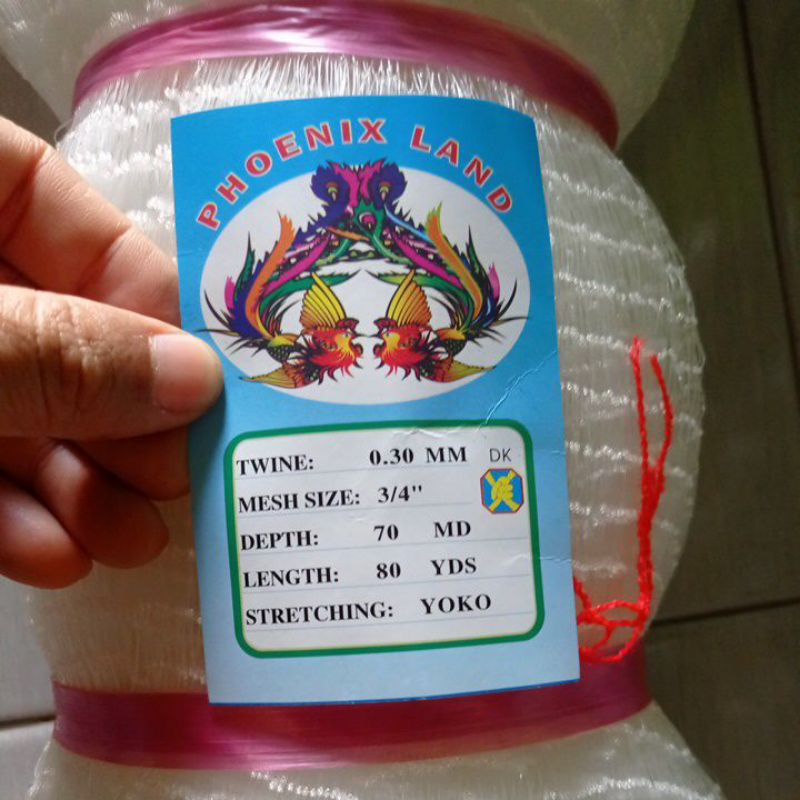 PHOENIX LAND
TWINE: 0.30 MM DK
MESH SIZE: 3/4"
DEPTH: 70 MD
LENGTH: 80 YDS
STRETCHING: YOKO